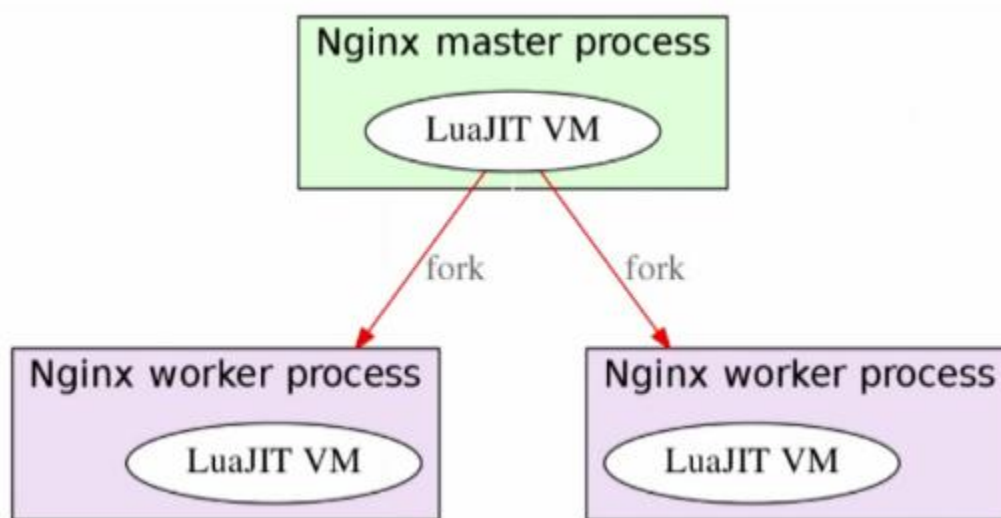 Nginx master process
LuaJIT VM
fork
fork
Nginx worker process
Nginx worker process
LuaJIT VM
LuaJIT VM